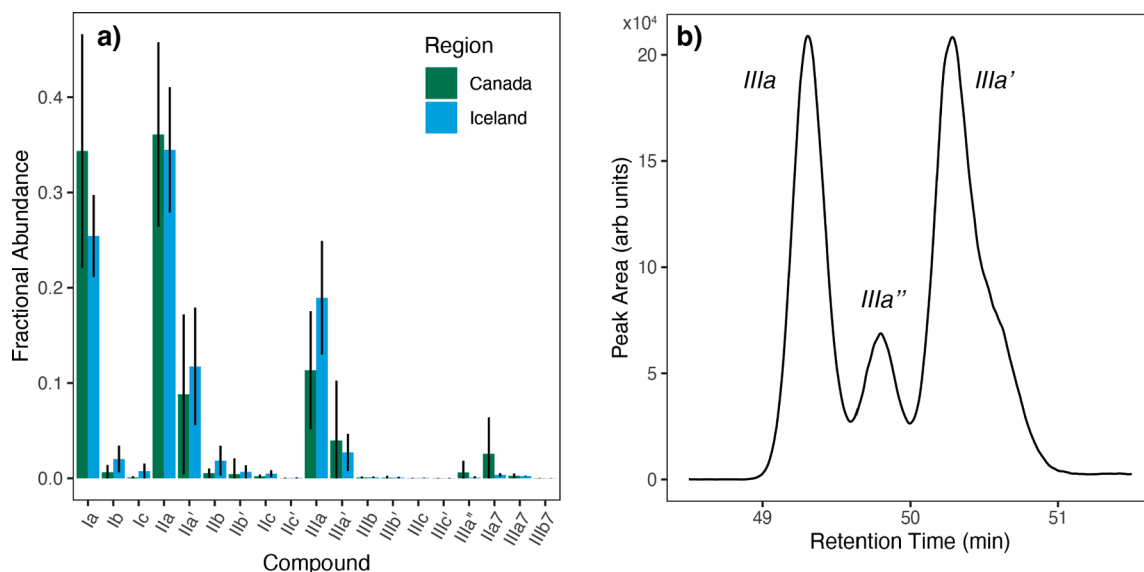 a)
Region
Canada
Iceland
Fractional Abundance
0.4
0.3
0.2
0.1
0.0
Ia
Ib
Ic
IIa
IIa'
IIb
IIb'
IIc
IIc'
IIIa
IIIa'
IIIb
IIIb'
IIIc
IIIc'
IIIa"
IIa7
IIIa7
IIIb7
Compound
x10⁴
b)
Peak Area (arb units)
20
15
10
5
0
IIIa
IIIa''
IIIa'
49
50
51
Retention Time (min)